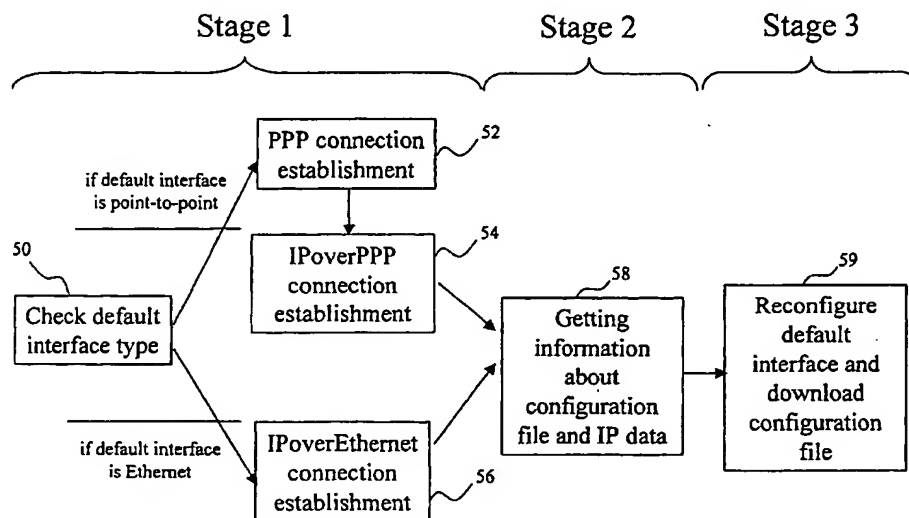 Stage 1
Stage 2
Stage 3
PPP connection
establishment
52
if default interface
is point-to-point
50
Check default
interface type
IPoverPPP
connection
establishment
54
if default interface
is Ethernet
IPoverEthernet
connection
establishment
56
58
Getting
information
about
configuration
file and IP data
59
Reconfigure
default
interface and
download
configuration
file